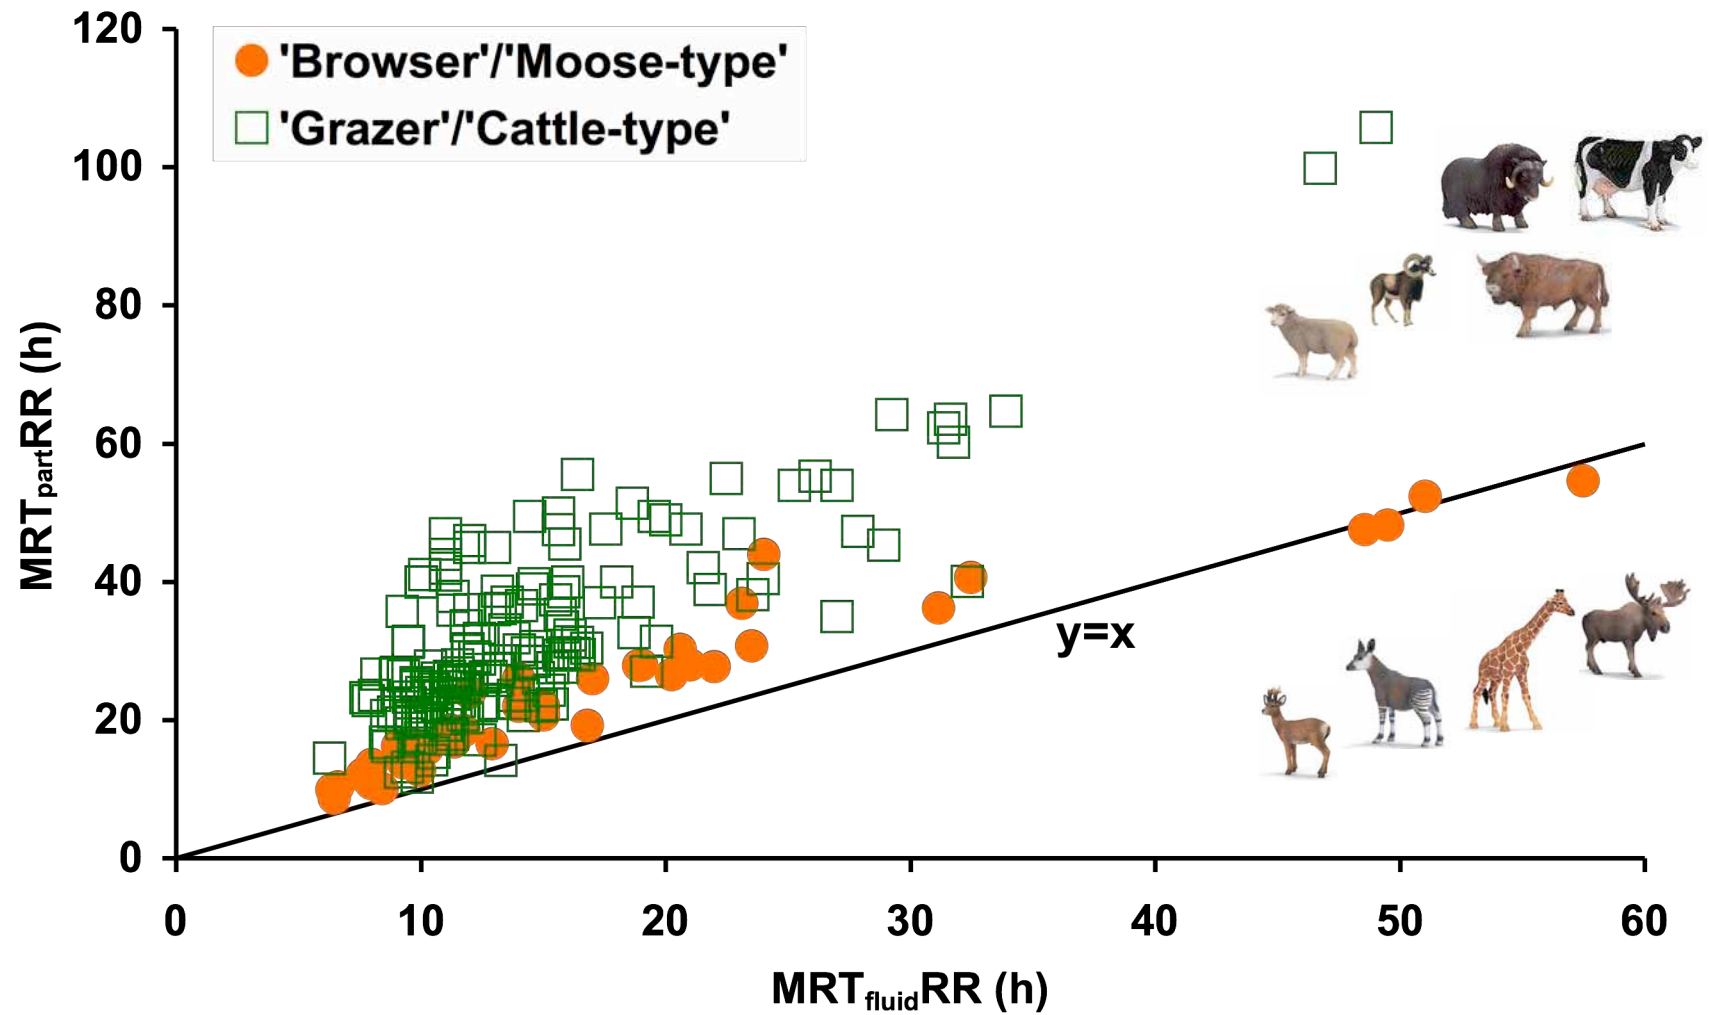 120
100
80
60
40
20
0
'Browser'/'Moose-type'
'Grazer'/'Cattle-type'
MRTpartRR (h)
y=x
0 10 20 30 40 50 60
MRTfluidRR (h)